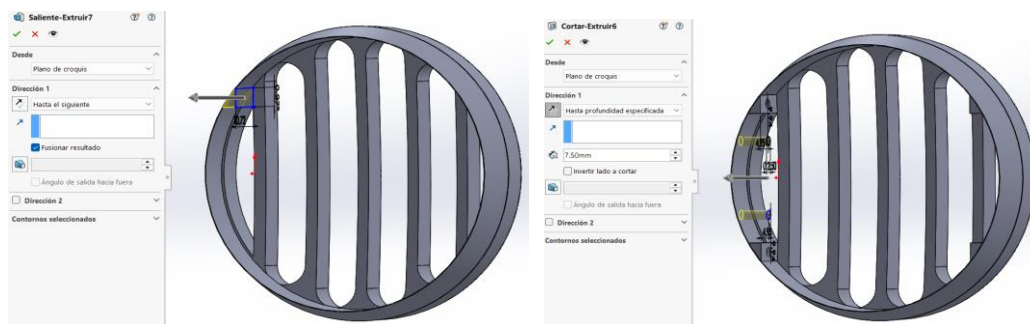 Saliente-Extruir7
Desde
Plano de croquis
Dirección 1
Hasta el siguiente
Fusionar resultado
Ángulo de salida hacia fuera
Dirección 2
Contornos seleccionados
Cortar-Extruir6
Desde
Plano de croquis
Dirección 1
Hasta profundidad especificada
7.50mm
Invertir lado a cortar
Ángulo de salida hacia fuera
Dirección 2
Contornos seleccionados